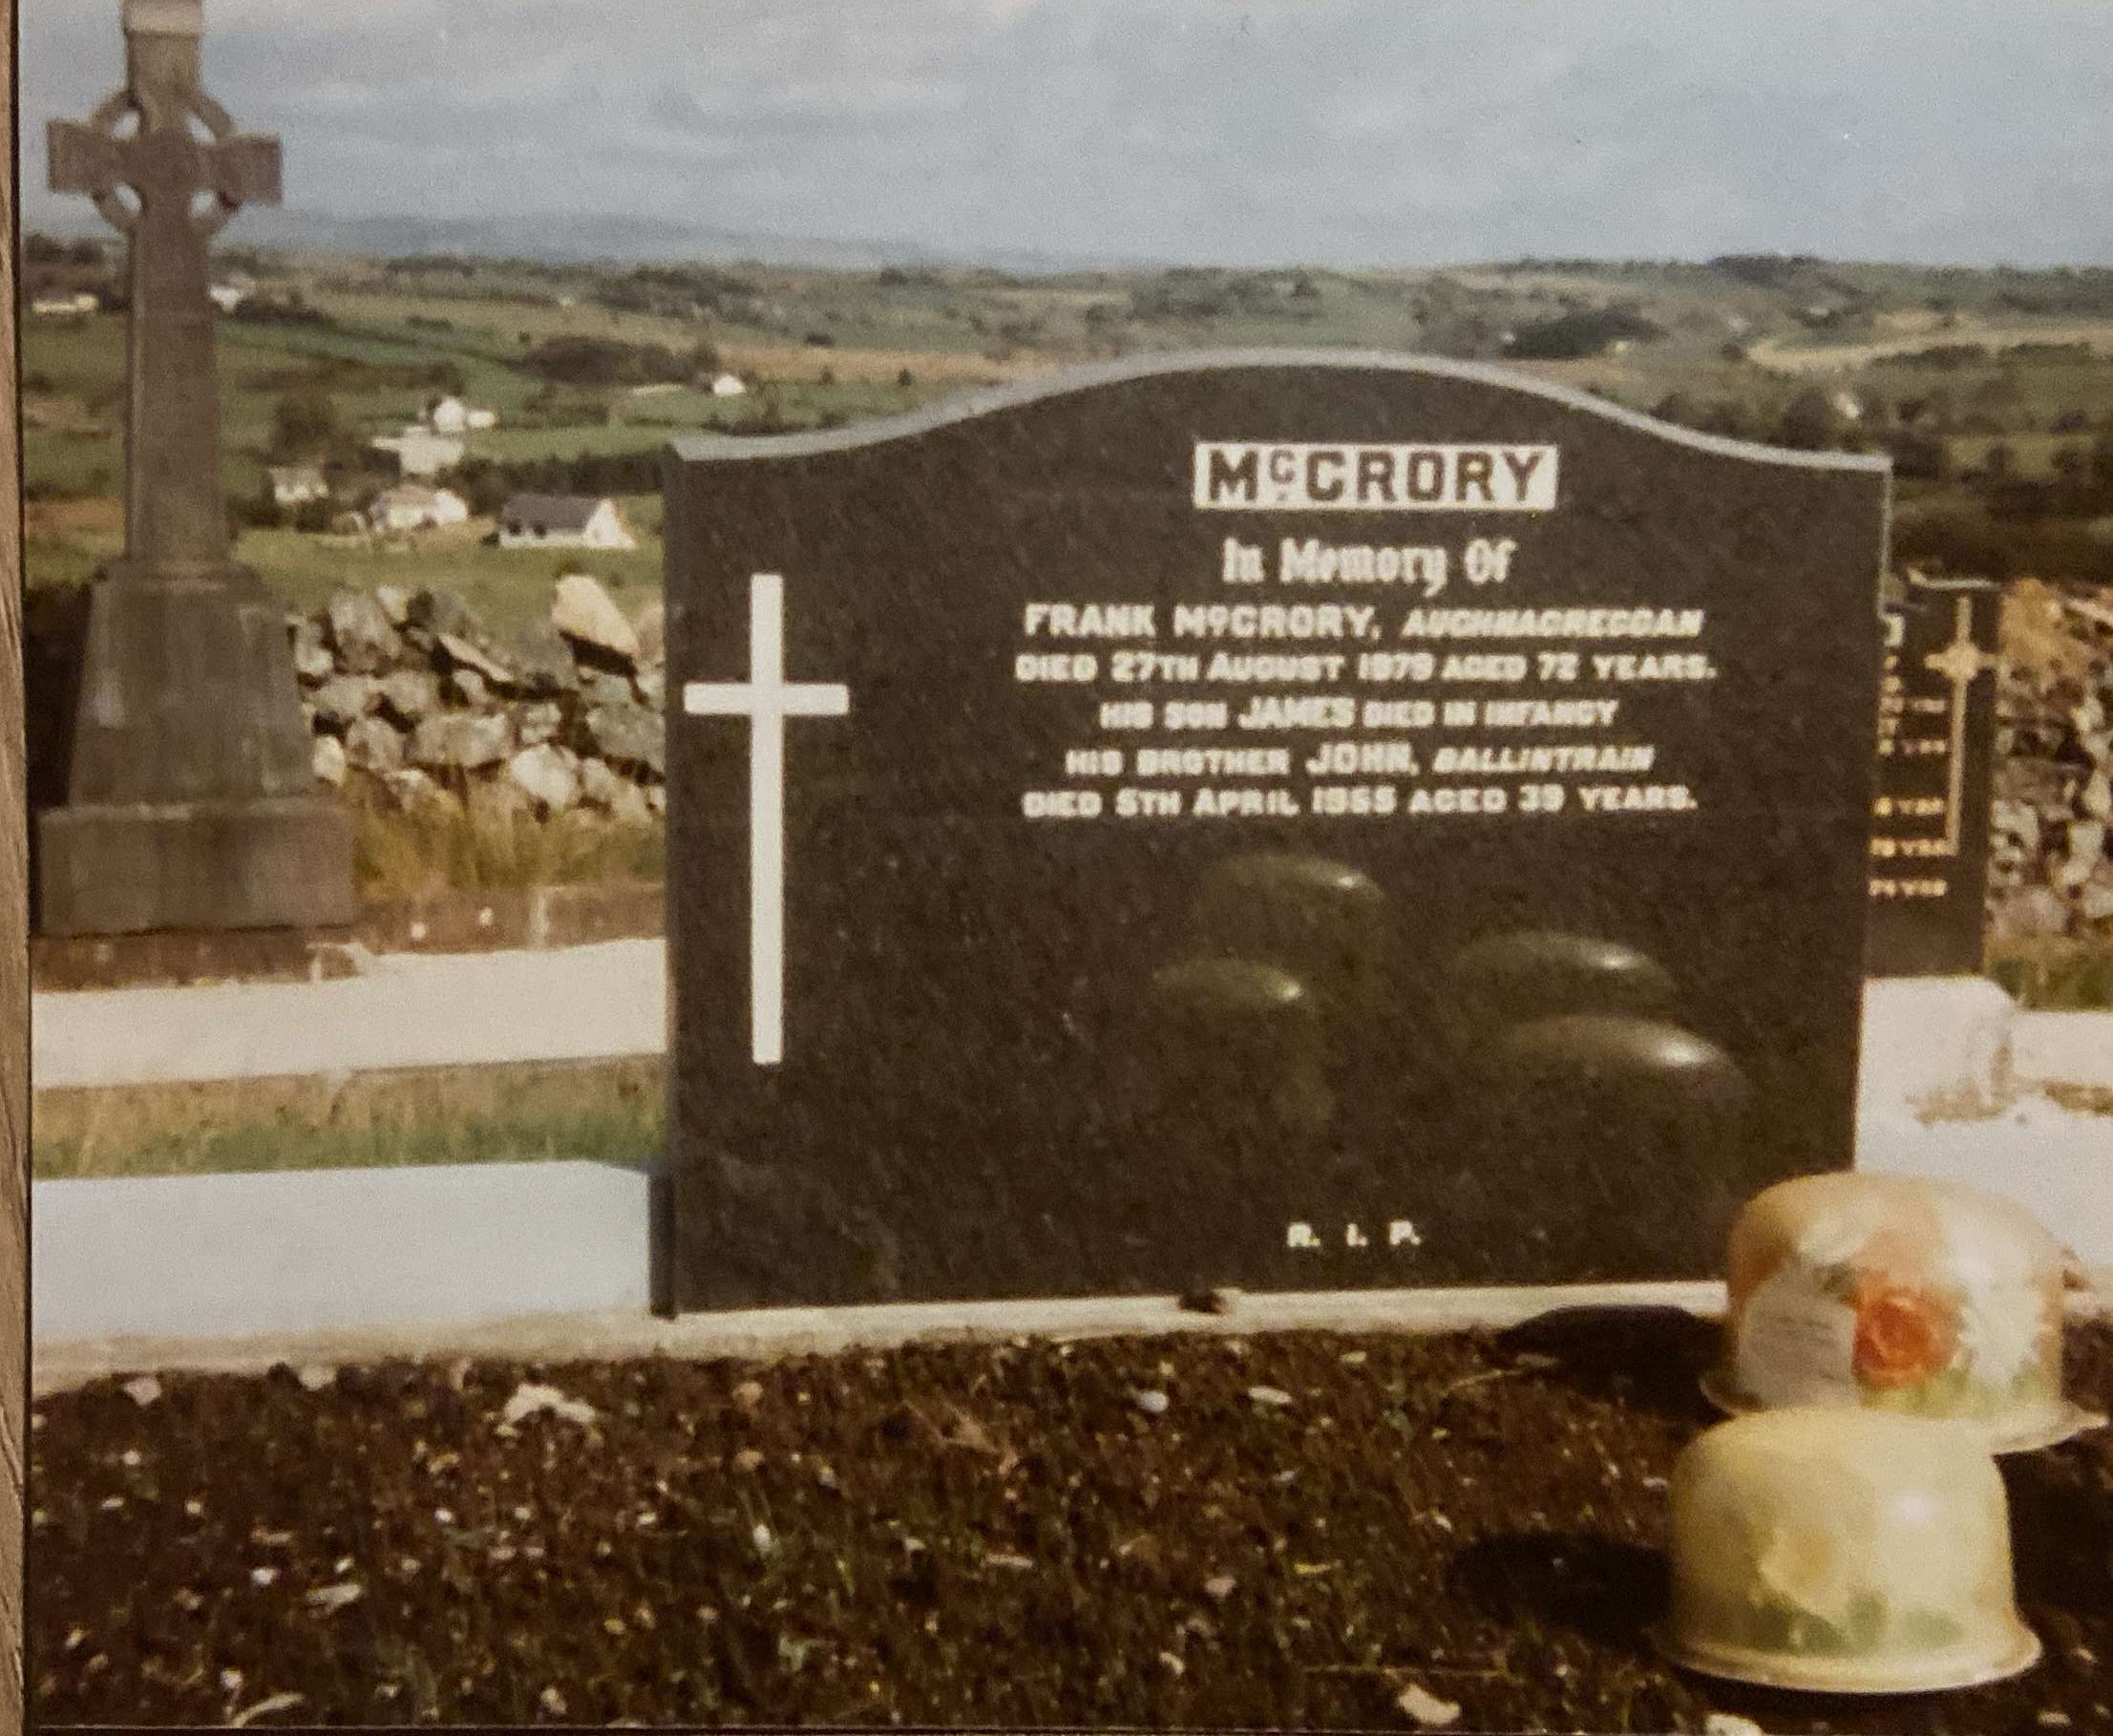 McCRORY
In Memory Of
FRANK McCRORY, AUGHNAGREGGAN
DIED 27TH AUGUST 1979 AGED 72 YEARS.
HIS SON JAMES DIED IN INFANCY
HIS BROTHER JOHN, BALLINTRAIN
DIED 5TH APRIL 1955 AGED 39 YEARS.
R. I. P.